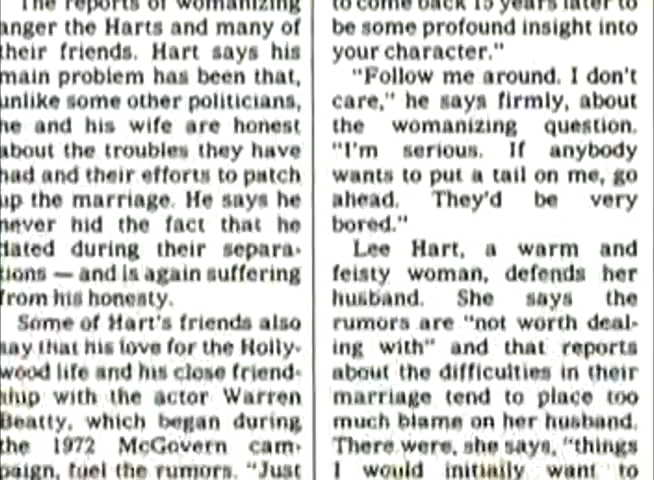 The reports of womanizing
anger the Harts and many of
their friends. Hart says his
main problem has been that,
unlike some other politicians,
he and his wife are honest
about the troubles they have
had and their efforts to patch
up the marriage. He says he
never hid the fact that he
dated during their separa-
tions — and is again suffering
from his honesty.
Some of Hart's friends also
say that his love for the Holly-
wood life and his close friend-
ship with the actor Warren
Beatty, which began during
the 1972 McGovern cam-
paign, fuel the rumors. "Just
to come back 15 years later to
be some profound insight into
your character."
"Follow me around. I don't
care," he says firmly, about
the womanizing question.
"I'm serious. If anybody
wants to put a tail on me, go
ahead. They'd be very
bored."
Lee Hart, a warm and
feisty woman, defends her
husband. She says the
rumors are "not worth deal-
ing with" and that reports
about the difficulties in their
marriage tend to place too
much blame on her husband.
There were, she says, "things
I would initially want to